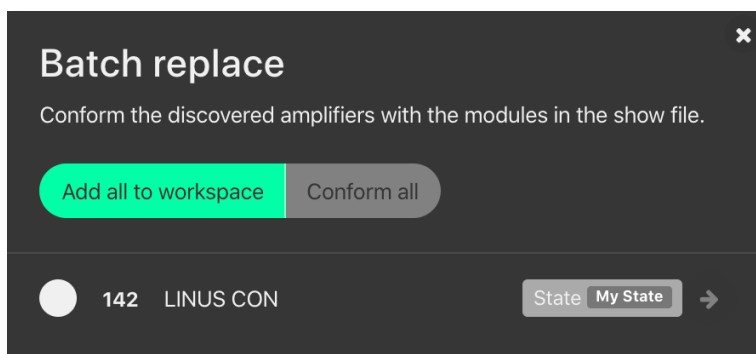 Batch replace
Conform the discovered amplifiers with the modules in the show file.
Add all to workspace Conform all
142 LINUS CON State My State